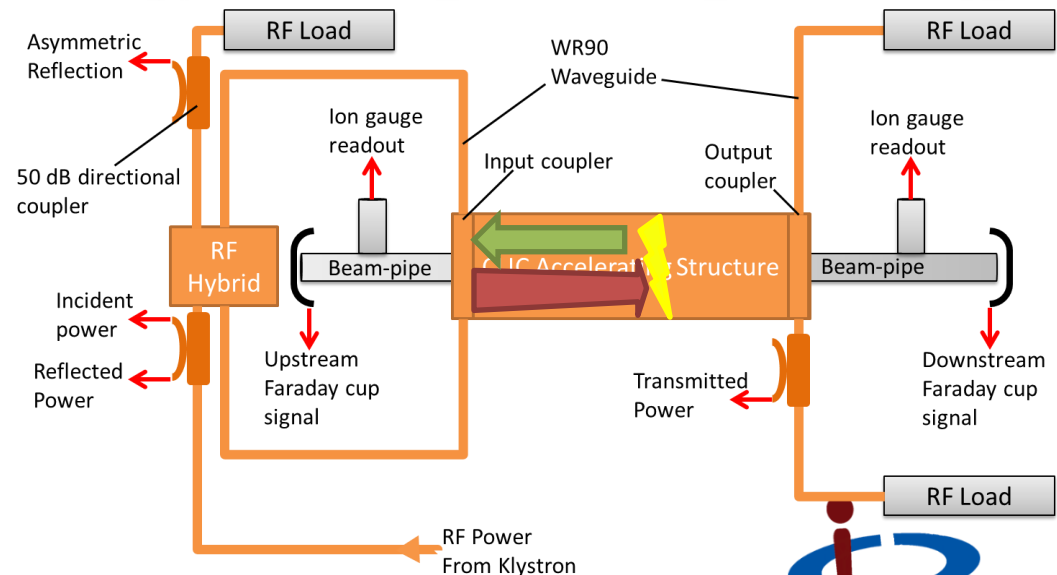 RF Load
RF Load
Asymmetric
Reflection
WR90
Waveguide
Ion gauge
readout
Ion gauge
readout
Input coupler
Output
coupler
50 dB directional
coupler
RF
Hybrid
Beam-pipe
Structure
Beam-pipe
Incident
power
Reflected
Power
Upstream
Faraday cup
signal
Transmitted
Power
Downstream
Faraday cup
signal
RF Load
RF Power
From Klystron